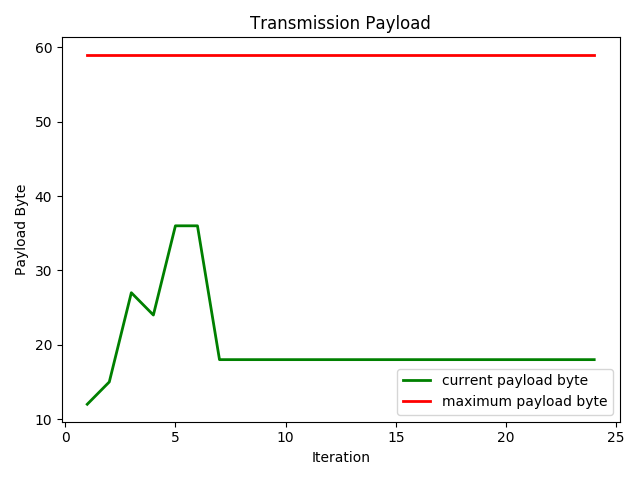 Transmission Payload
60
50
40
30
20
10
Payload Byte
0
5
10
15
20
25
Iteration
current payload byte
maximum payload byte